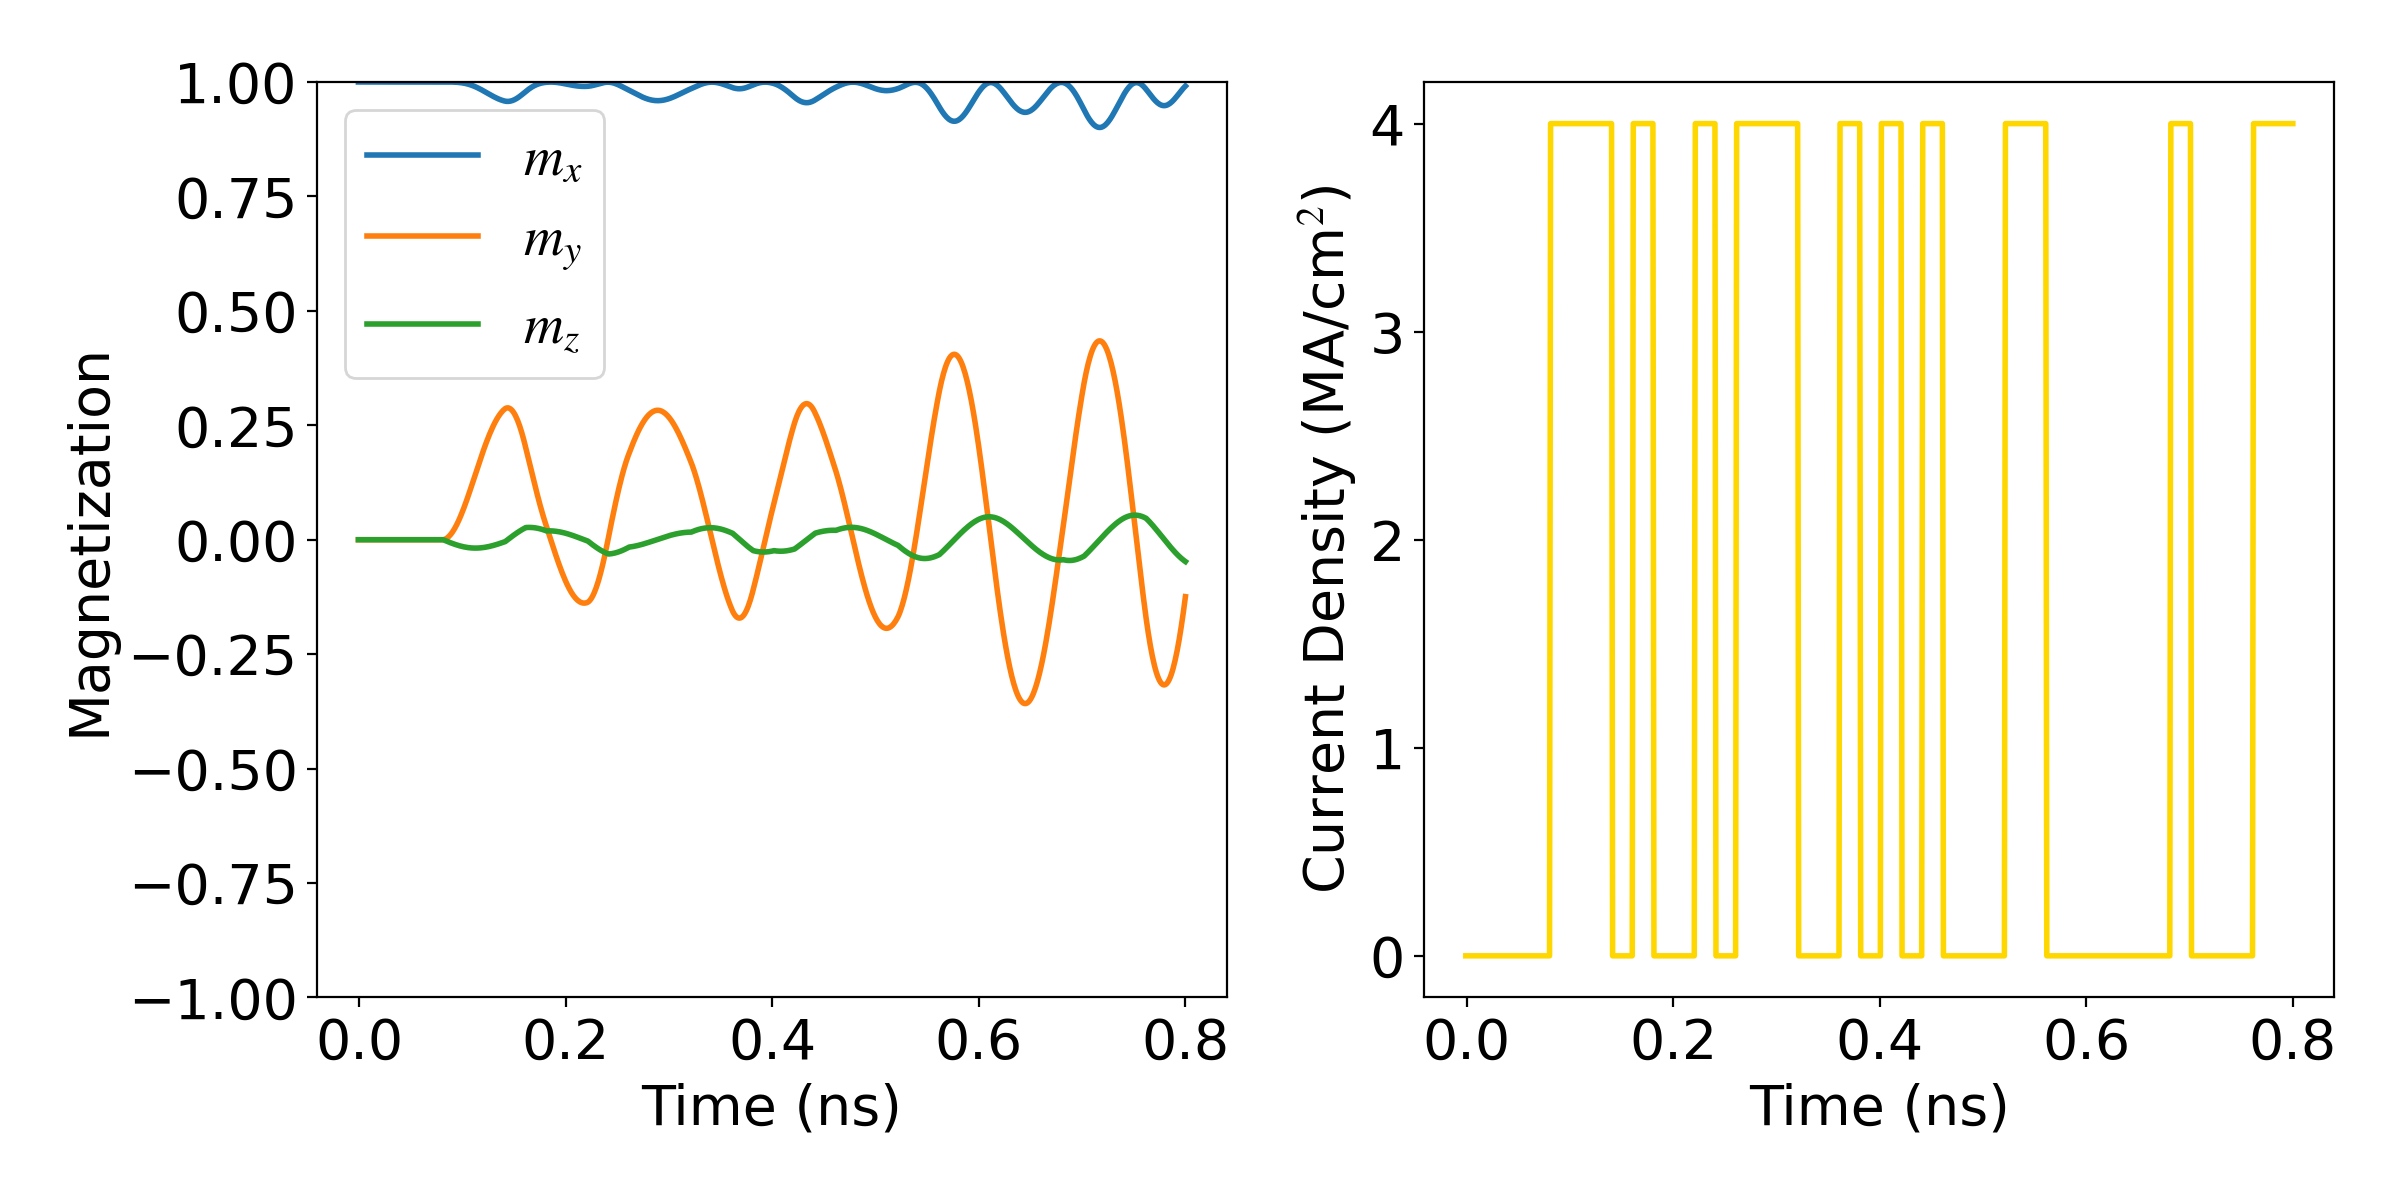 1.00
0.75
0.50
0.25
0.00
−0.25
−0.50
−0.75
−1.00
Magnetization
m_x
m_y
m_z
0.0 0.2 0.4 0.6 0.8
Time (ns)
4
3
2
1
0
Current Density (MA/cm²)
0.0 0.2 0.4 0.6 0.8
Time (ns)